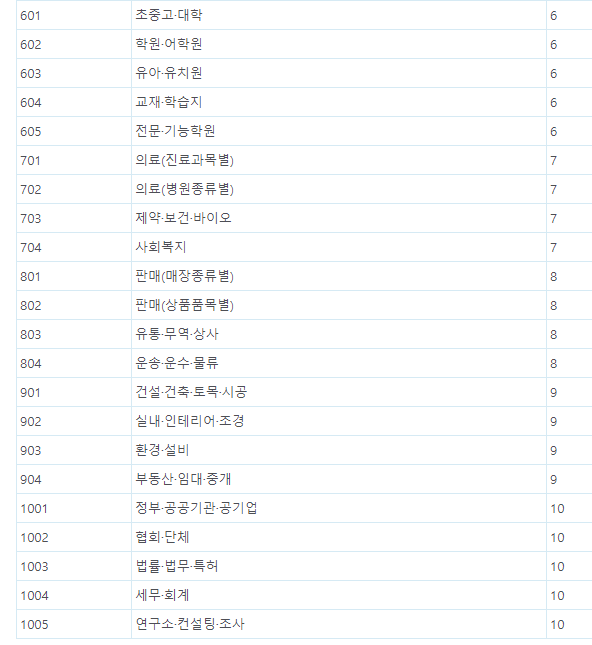 601 초중고·대학 6
602 학원·어학원 6
603 유아·유치원 6
604 교재·학습지 6
605 전문·기능학원 6
701 의료(진료과목별) 7
702 의료(병원종류별) 7
703 제약·보건·바이오 7
704 사회복지 7
801 판매(매장종류별) 8
802 판매(상품품목별) 8
803 유통·무역·상사 8
804 운송·운수·물류 8
901 건설·건축·토목·시공 9
902 실내·인테리어·조경 9
903 환경·설비 9
904 부동산·임대·중개 9
1001 정부·공공기관·공기업 10
1002 협회·단체 10
1003 법률·법무·특허 10
1004 세무·회계 10
1005 연구소·컨설팅·조사 10